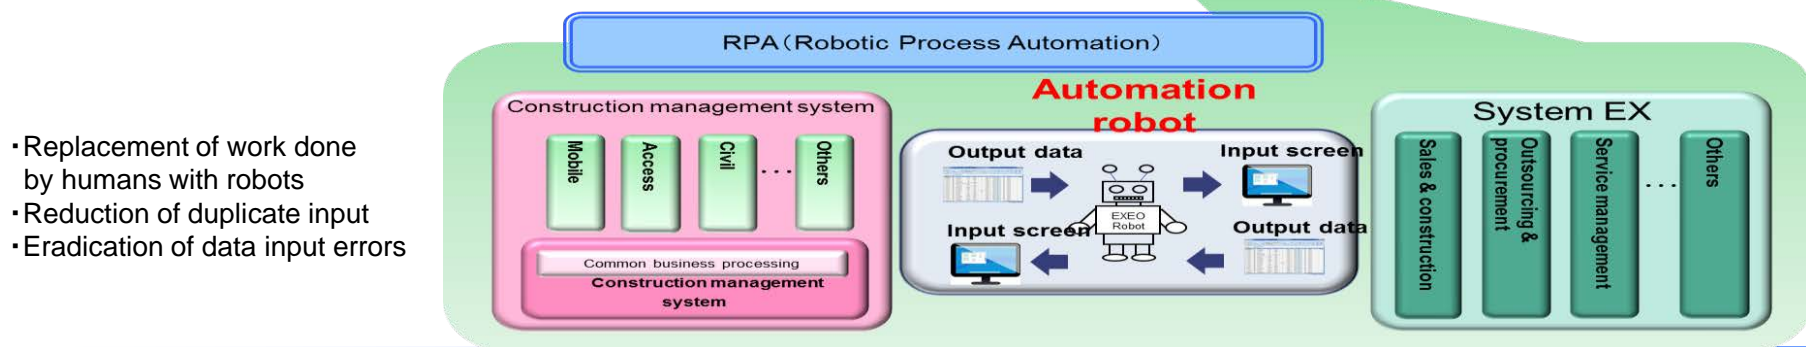 ・Replacement of work done
by humans with robots
・Reduction of duplicate input
・Eradication of data input errors
RPA（Robotic Process Automation）
Construction management system
Mobile
Access
Civil
...
Others
Common business processing
Construction management
system
Automation
robot
Output data
Input screen
EXEO
Robot
Input screen
Output data
System EX
Sales & construction
Outsourcing &
procurement
Service management
...
Others